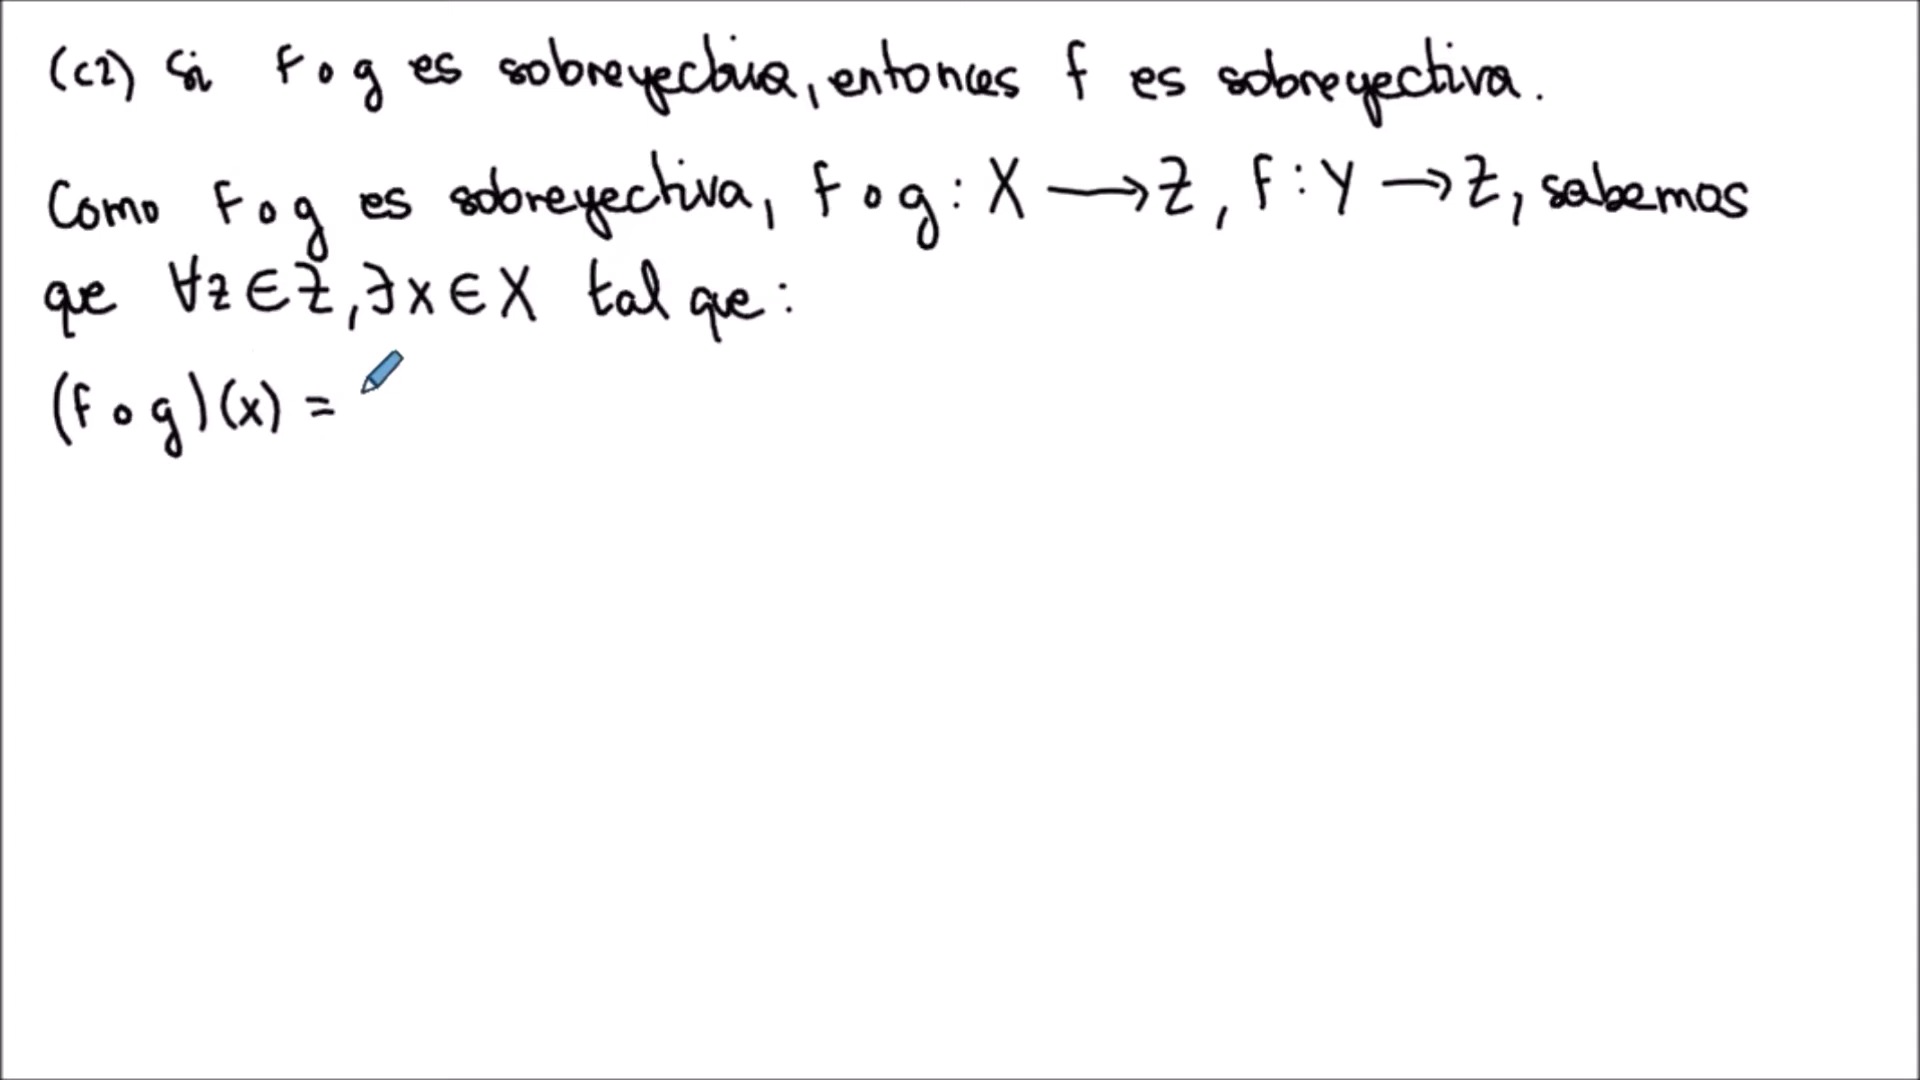 (c2) Si f ∘ g es sobreyectiva, entonces f es sobreyectiva.
Como f ∘ g es sobreyectiva, f ∘ g : X ⟶ Z, f : Y → Z, sabemos
que ∀z ∈ Z, ∃x ∈ X tal que :
(f ∘ g)(x) =